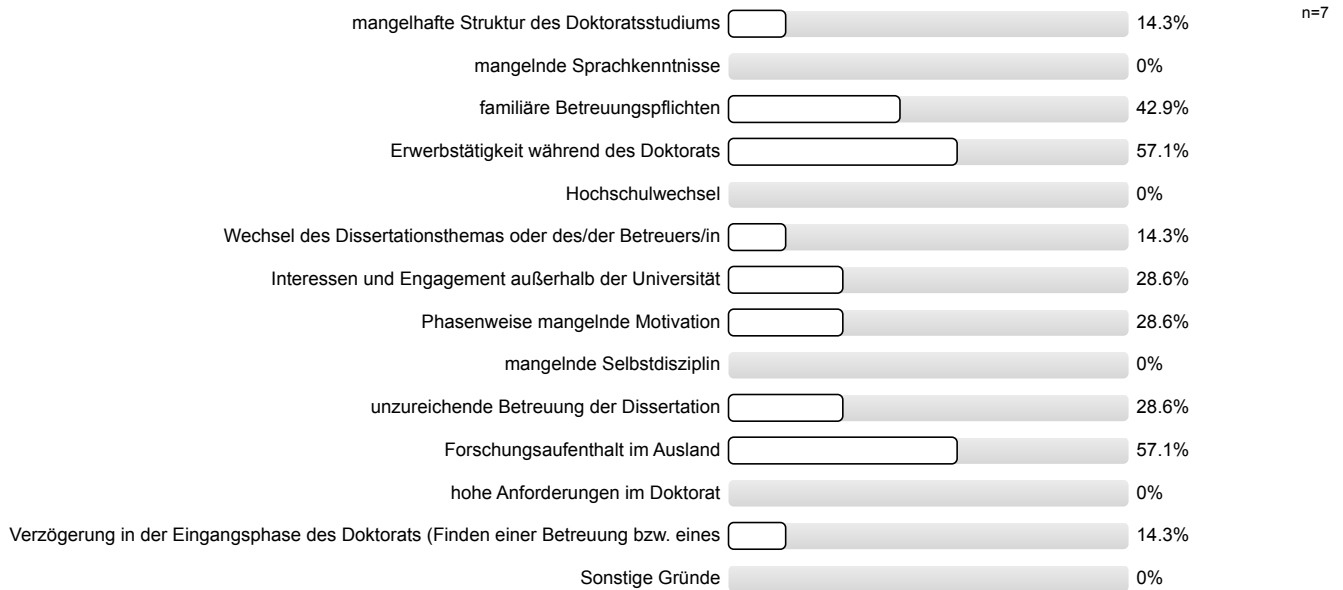 n=7
mangelhafte Struktur des Doktoratsstudiums 14.3%
mangelnde Sprachkenntnisse 0%
familiäre Betreuungspflichten 42.9%
Erwerbstätigkeit während des Doktorats 57.1%
Hochschulwechsel 0%
Wechsel des Dissertationsthemas oder des/der Betreuers/in 14.3%
Interessen und Engagement außerhalb der Universität 28.6%
Phasenweise mangelnde Motivation 28.6%
mangelnde Selbstdisziplin 0%
unzureichende Betreuung der Dissertation 28.6%
Forschungsaufenthalt im Ausland 57.1%
hohe Anforderungen im Doktorat 0%
Verzögerung in der Eingangsphase des Doktorats (Finden einer Betreuung bzw. eines 14.3%
Sonstige Gründe 0%